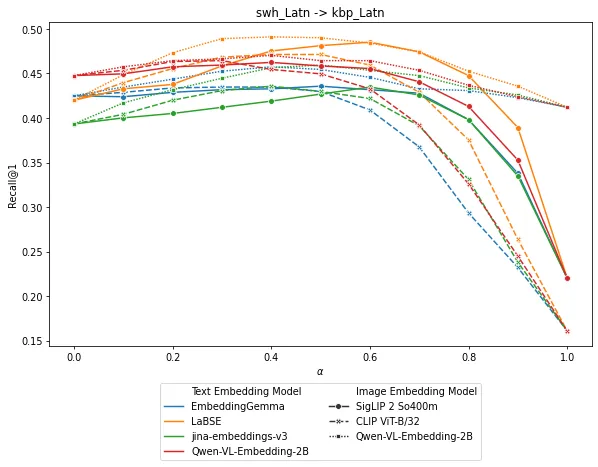 swh_Latn -> kbp_Latn
0.50
0.45
0.40
0.35
0.30
0.25
0.20
0.15
Recall@1
0.0 0.2 0.4 0.6 0.8 1.0
α
Text Embedding Model Image Embedding Model
EmbeddingGemma SigLIP 2 So400m
LaBSE CLIP ViT-B/32
jina-embeddings-v3 Qwen-VL-Embedding-2B
Qwen-VL-Embedding-2B